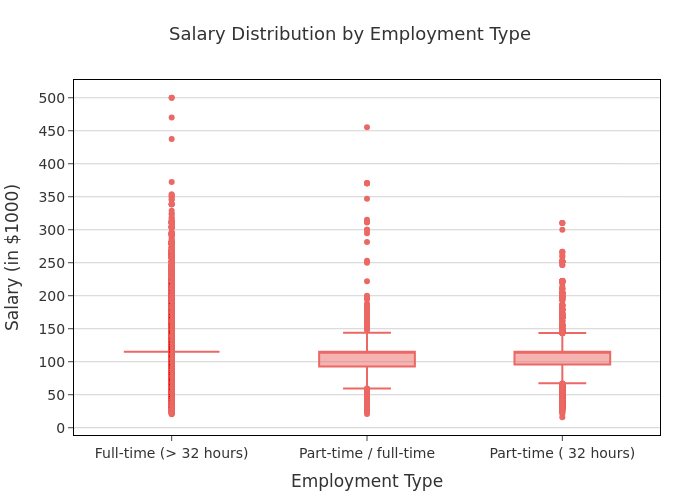 Salary Distribution by Employment Type
500
450
400
350
300
250
200
150
100
50
0
Salary (in $1000)
Full-time (> 32 hours)
Part-time / full-time
Part-time ( 32 hours)
Employment Type